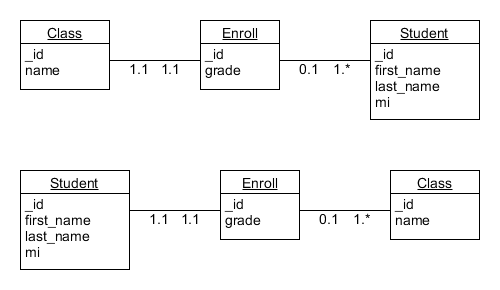 Class
_id
name
1.1 1.1
Enroll
_id
grade
0.1 1.*
Student
_id
first_name
last_name
mi
Student
_id
first_name
last_name
mi
1.1 1.1
Enroll
_id
grade
0.1 1.*
Class
_id
name